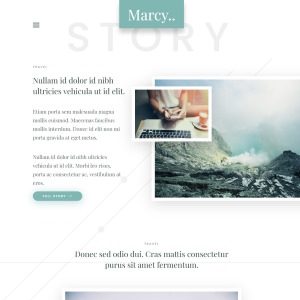 Marcy..
STORY
TRAVEL
Nullam id dolor id nibh
ultricies vehicula ut id elit.
Etiam porta sem malesuada magna
mollis euismod. Maecenas faucibus
mollis interdum. Donec id elit non mi
porta gravida at eget metus.
Nullam id dolor id nibh ultricies
vehicula ut id elit. Morbi leo risus,
porta ac consectetur ac, vestibulum at
eros.
FULL STORY
TRAVEL
Donec sed odio dui. Cras mattis consectetur
purus sit amet fermentum.